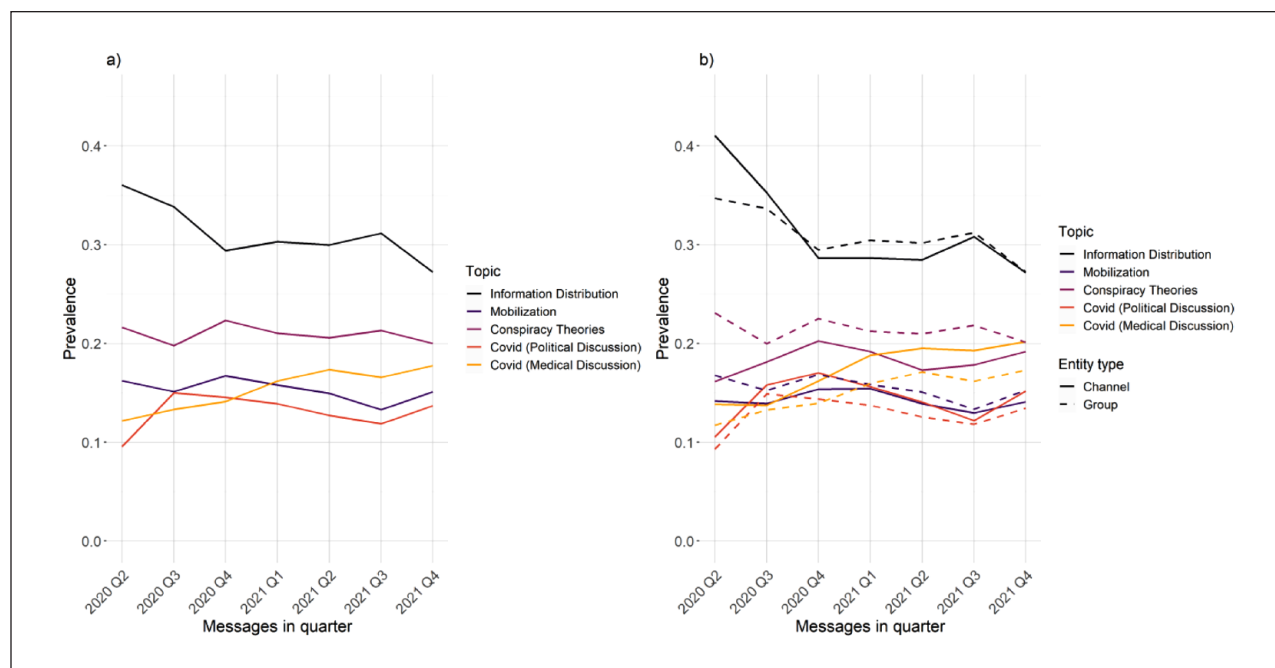 a)
Prevalence
0.4
0.3
0.2
0.1
0.0
2020 Q2
2020 Q3
2020 Q4
2021 Q1
2021 Q2
2021 Q3
2021 Q4
Messages in quarter
Topic
Information Distribution
Mobilization
Conspiracy Theories
Covid (Political Discussion)
Covid (Medical Discussion)
b)
Prevalence
0.4
0.3
0.2
0.1
0.0
2020 Q2
2020 Q3
2020 Q4
2021 Q1
2021 Q2
2021 Q3
2021 Q4
Messages in quarter
Topic
Information Distribution
Mobilization
Conspiracy Theories
Covid (Political Discussion)
Covid (Medical Discussion)
Entity type
Channel
Group